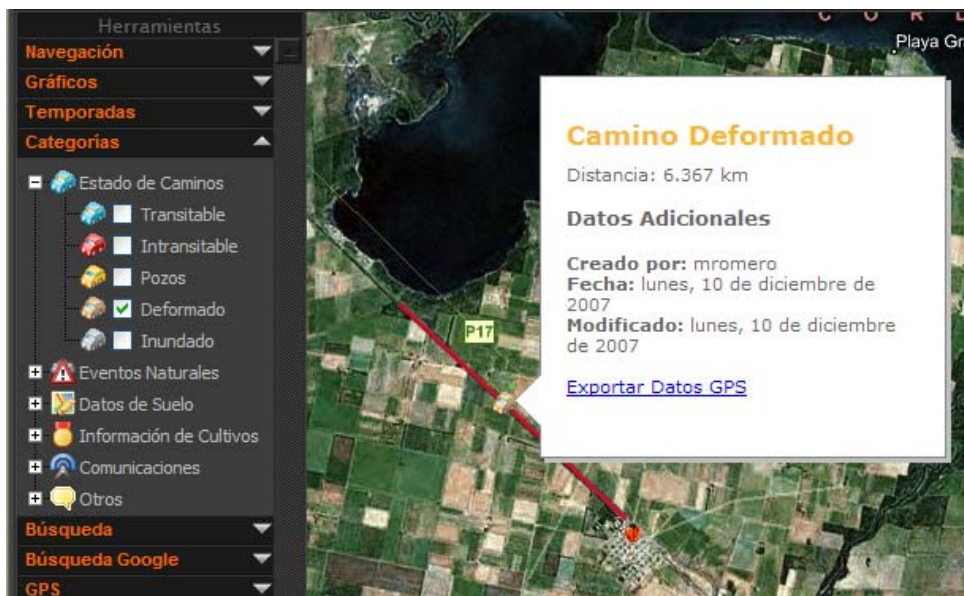 Herramientas
Navegación
Gráficos
Temporadas
Categorías
Estado de Caminos
Transitable
Intransitable
Pozos
Deformado
Inundado
Eventos Naturales
Datos de Suelo
Información de Cultivos
Comunicaciones
Otros
Búsqueda
Búsqueda Google
GPS
C O R D
Playa Gr
P17
Camino Deformado
Distancia: 6.367 km
Datos Adicionales
Creado por: mromero
Fecha: lunes, 10 de diciembre de
2007
Modificado: lunes, 10 de diciembre
de 2007
Exportar Datos GPS